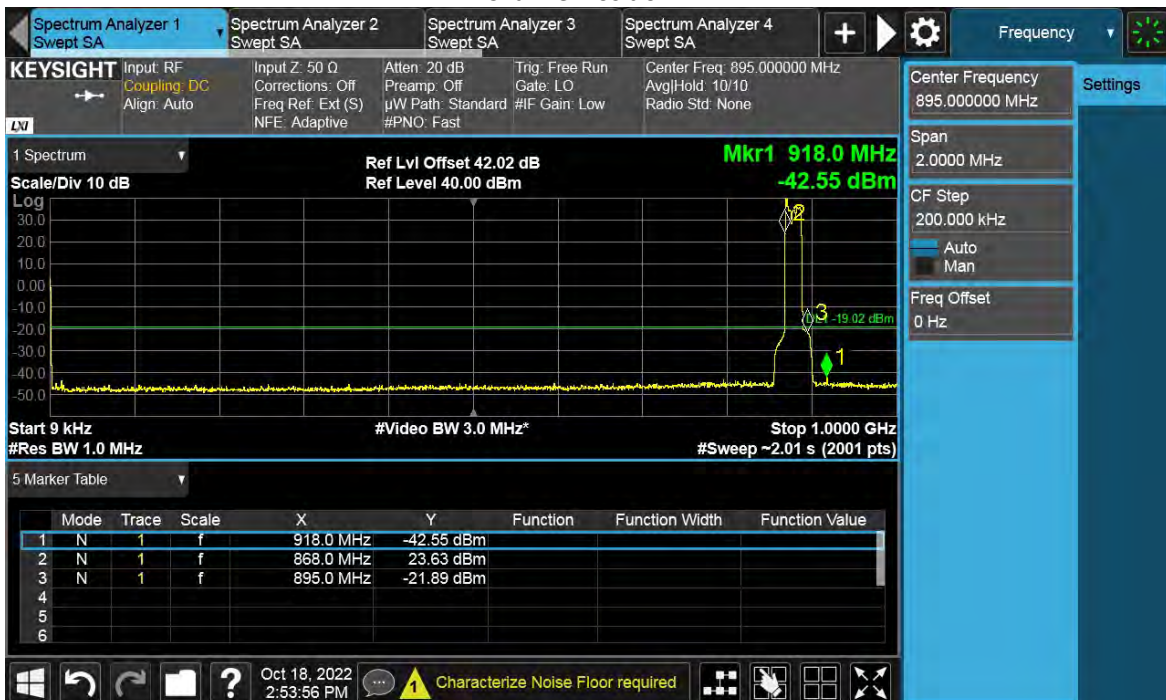 Spectrum Analyzer 1
Swept SA
Spectrum Analyzer 2
Swept SA
Spectrum Analyzer 3
Swept SA
Spectrum Analyzer 4
Swept SA
+
Frequency
KEYSIGHT
LXI
Input: RF
Coupling: DC
Align: Auto
Input Z: 50 Ω
Corrections: Off
Freq Ref: Ext (S)
NFE: Adaptive
Atten: 20 dB
Preamp: Off
µW Path: Standard
#PNO: Fast
Trig: Free Run
Gate: LO
#IF Gain: Low
Center Freq: 895.000000 MHz
Avg|Hold: 10/10
Radio Std: None
Center Frequency
895.000000 MHz
Settings
Span
2.0000 MHz
CF Step
200.000 kHz
Auto
Man
Freq Offset
0 Hz
1 Spectrum
Scale/Div 10 dB
Ref Lvl Offset 42.02 dB
Ref Level 40.00 dBm
Mkr1 918.0 MHz
-42.55 dBm
Log
30.0
20.0
10.0
0.00
-10.0
-20.0
-30.0
-40.0
-50.0
2
3
-19.02 dBm
1
Start 9 kHz
#Res BW 1.0 MHz
#Video BW 3.0 MHz*
Stop 1.0000 GHz
#Sweep ~2.01 s (2001 pts)
5 Marker Table
Mode Trace Scale X Y Function Function Width Function Value
1 N 1 f 918.0 MHz -42.55 dBm
2 N 1 f 868.0 MHz 23.63 dBm
3 N 1 f 895.0 MHz -21.89 dBm
4
5
6
?
Oct 18, 2022
2:53:56 PM
1
Characterize Noise Floor required